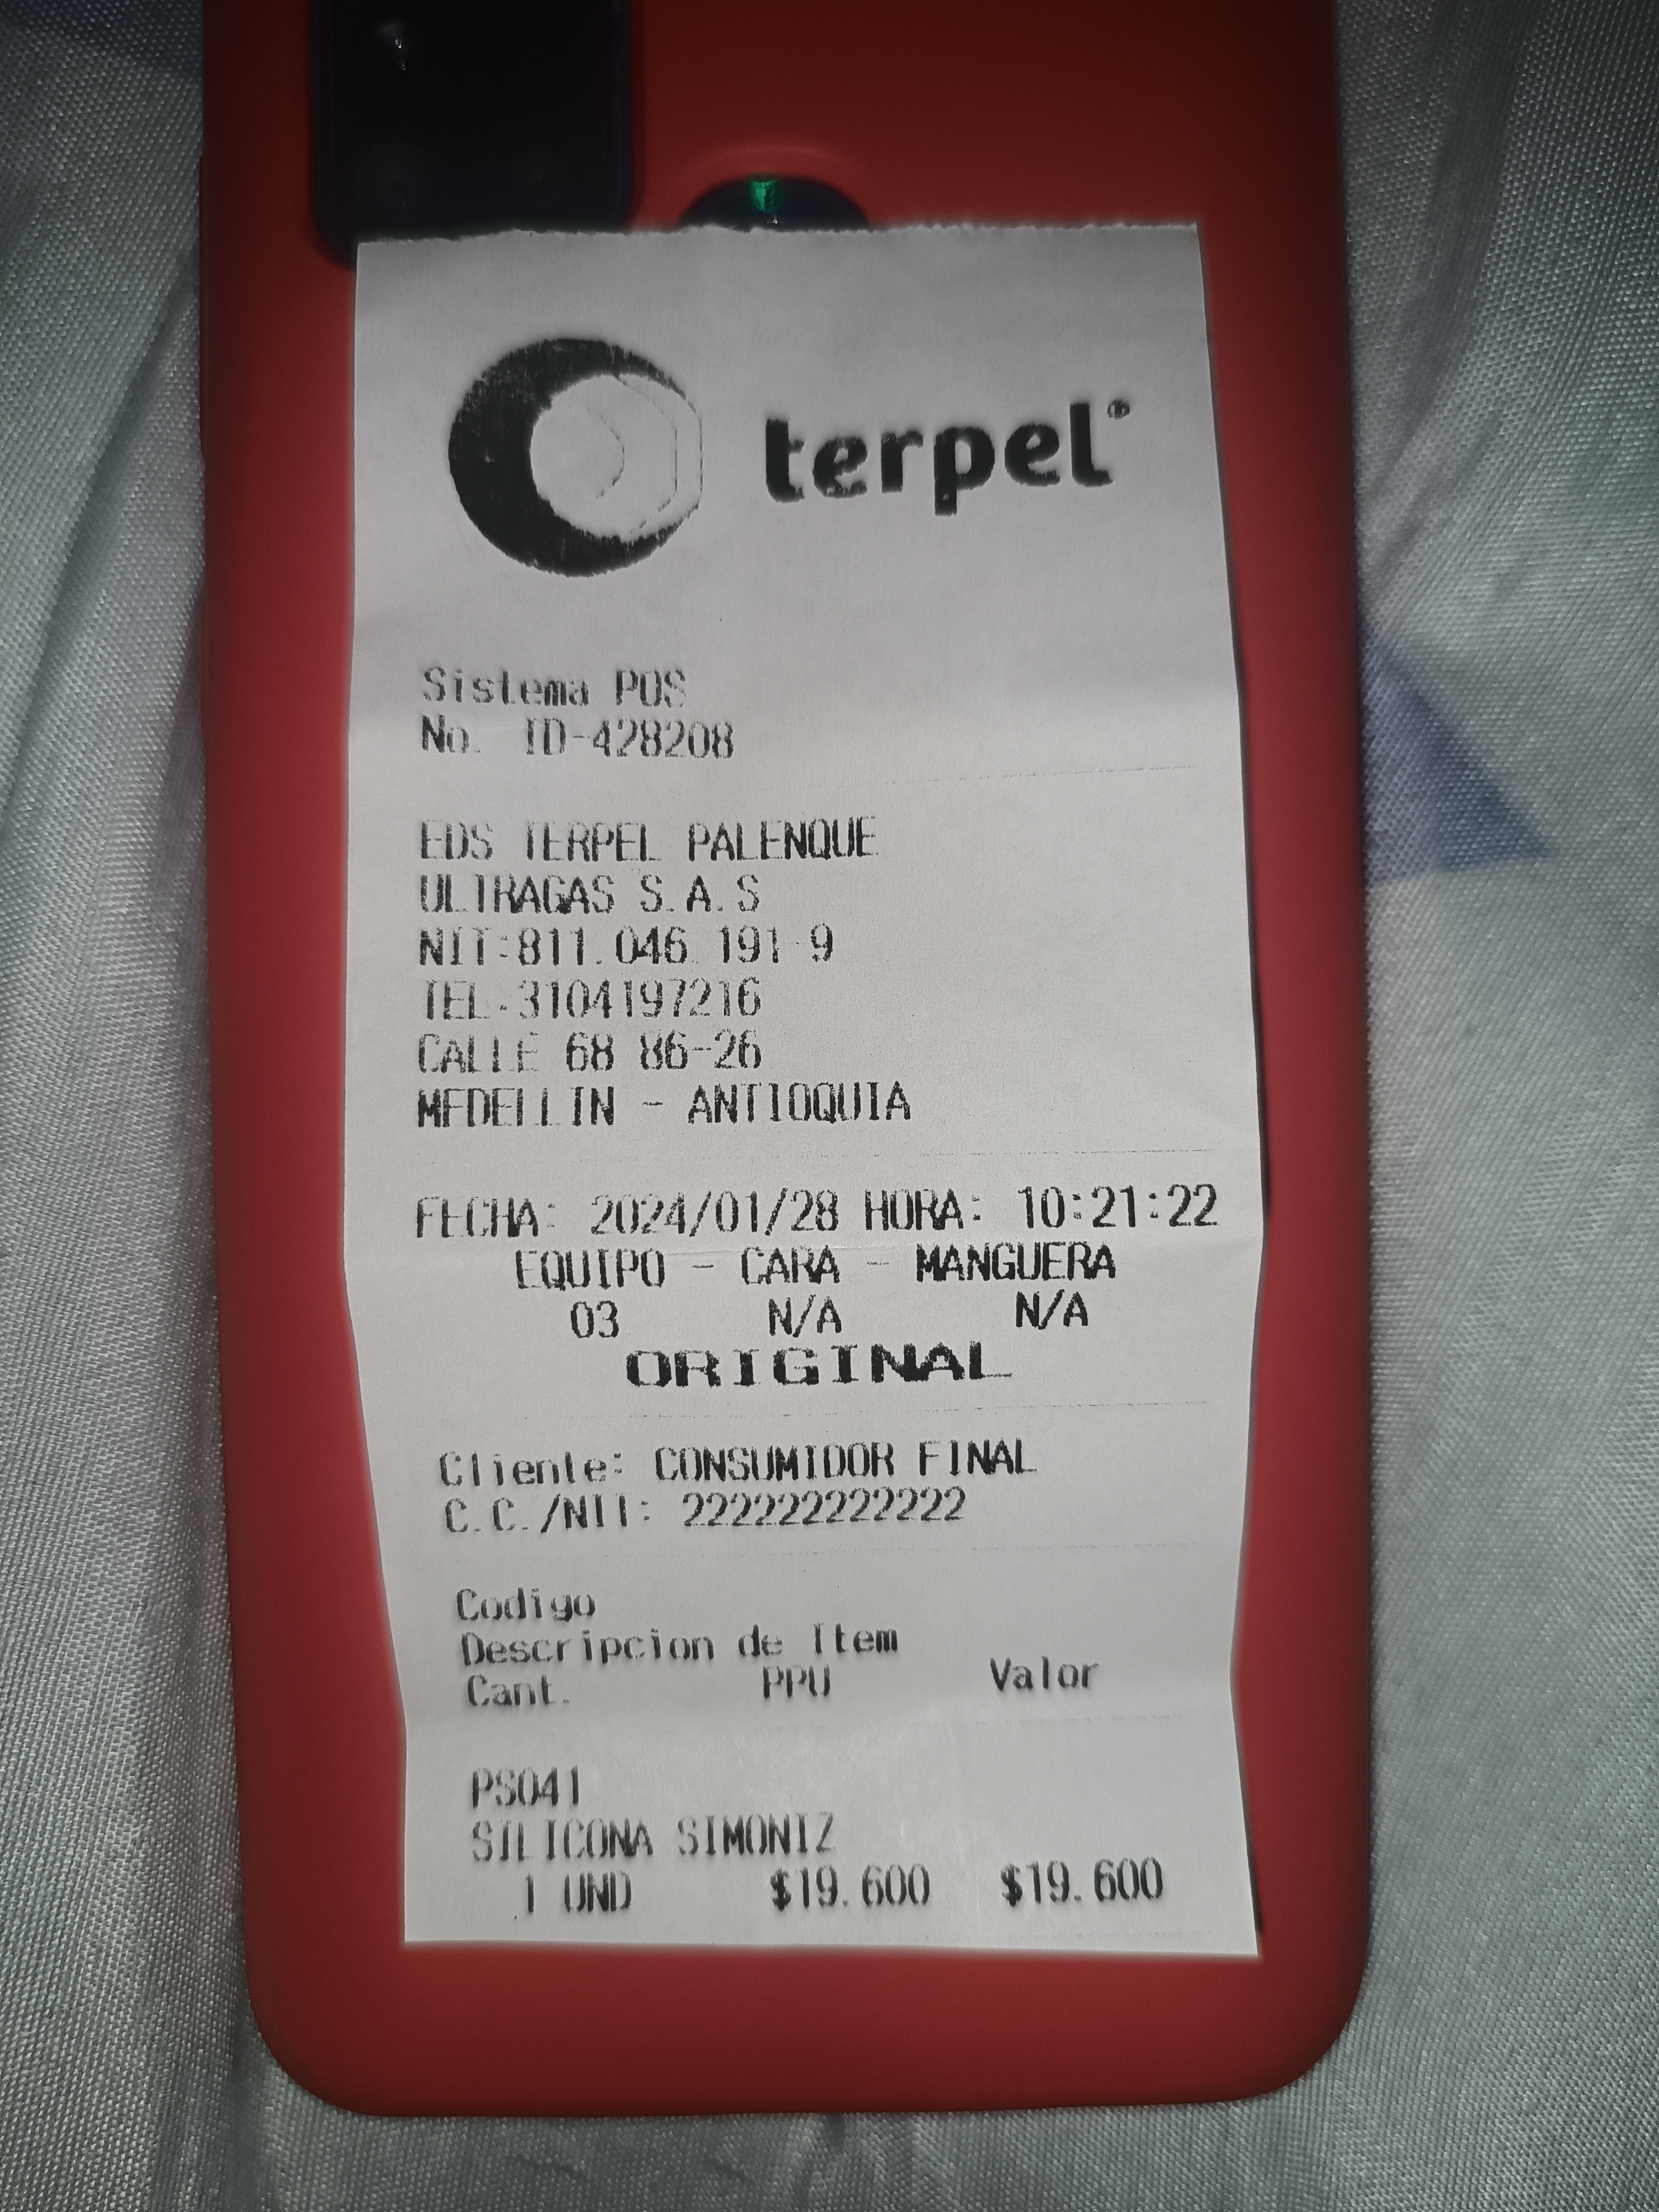 terpel®
Sistema POS
No. ID-428208
EDS TERPEL PALENQUE
ULTRAGAS S.A.S
NIT:811.046.191-9
TEL:3104197216
CALLE 68 86-26
MEDELLIN - ANTIOQUIA
FECHA: 2024/01/28 HORA: 10:21:22
EQUIPO - CARA - MANGUERA
03 N/A N/A
ORIGINAL
Cliente: CONSUMIDOR FINAL
C.C./NIT: 222222222222
Codigo
Descripcion de Item
Cant. PPU Valor
PS041
SILICONA SIMONIZ
1 UND $19.600 $19.600